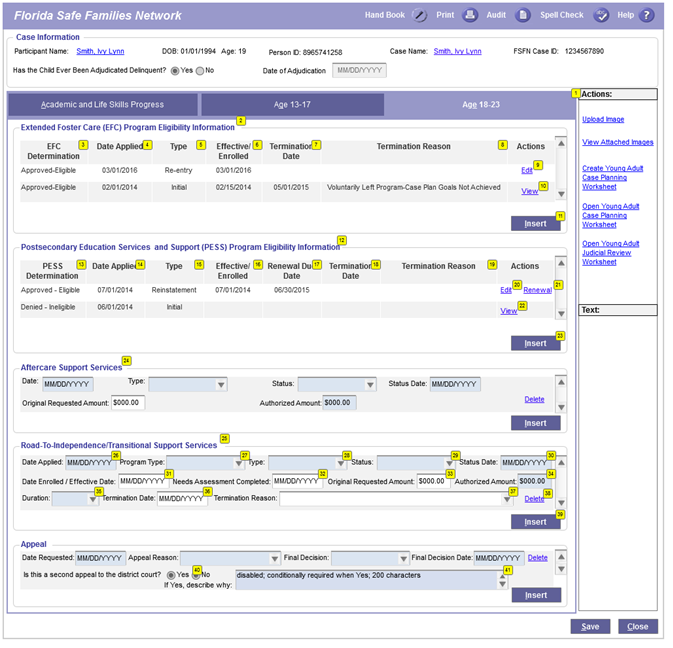 Florida Safe Families Network Hand Book Print Audit Spell Check Help ?
Case Information
Participant Name: Smith, Ivy Lynn DOB: 01/01/1994 Age: 19 Person ID: 8965741258 Case Name: Smith, Ivy Lynn FSFN Case ID: 1234567890
Has the Child Ever Been Adjudicated Delinquent? Yes No Date of Adjudication MM/DD/YYYY
Academic and Life Skills Progress Age 13-17 Age 18-23 1
Extended Foster Care (EFC) Program Eligibility Information 2
EFC Determination 3 Date Applied 4 Type 5 Effective/ Enrolled 6 Termination Date 7 Termination Reason 8 Actions
Approved-Eligible 03/01/2016 Re-entry 03/01/2016 Edit 9
Approved-Eligible 02/01/2014 Initial 02/15/2014 05/01/2015 Voluntarily Left Program-Case Plan Goals Not Achieved View 10
Insert 11
Postsecondary Education Services and Support (PESS) Program Eligibility Information 12
PESS Determination 13 Date Applied 14 Type 15 Effective/ Enrolled 16 Renewal Du Date 17 Termination Date 18 Termination Reason 19 Actions
Approved - Eligible 07/01/2014 Reinstatement 07/01/2014 06/30/2015 Edit 20 Renewal 21
Denied - Ineligible 06/01/2014 Initial View 22
Insert 23
Aftercare Support Services 24
Date: MM/DD/YYYY Type: Status: Status Date: MM/DD/YYYY
Original Requested Amount: $000.00 Authorized Amount: $000.00 Delete
Insert
Road-To-Independence/Transitional Support Services 25
Date Applied: MM/DD/YYYY 26 Program Type: 27 Type: 28 Status: 29 Status Date: MM/DD/YYYY 30
Date Enrolled / Effective Date: MM/DD/YYYY 31 Needs Assessment Completed: MM/DD/YYYY 32 Original Requested Amount: $000.00 33 Authorized Amount: $000.00 34
Duration: 35 Termination Date: MM/DD/YYYY 36 Termination Reason: 37 Delete 38
Insert 39
Appeal
Date Requested: MM/DD/YYYY Appeal Reason: Final Decision: Final Decision Date: MM/DD/YYYY Delete
Is this a second appeal to the district court? Yes 40 No disabled; conditionally required when Yes; 200 characters 41
If Yes, describe why:
Insert
Actions:
Upload Image
View Attached Images
Create Young Adult
Case Planning
Worksheet
Open Young Adult
Case Planning
Worksheet
Open Young Adult
Judicial Review
Worksheet
Text:
Save Close